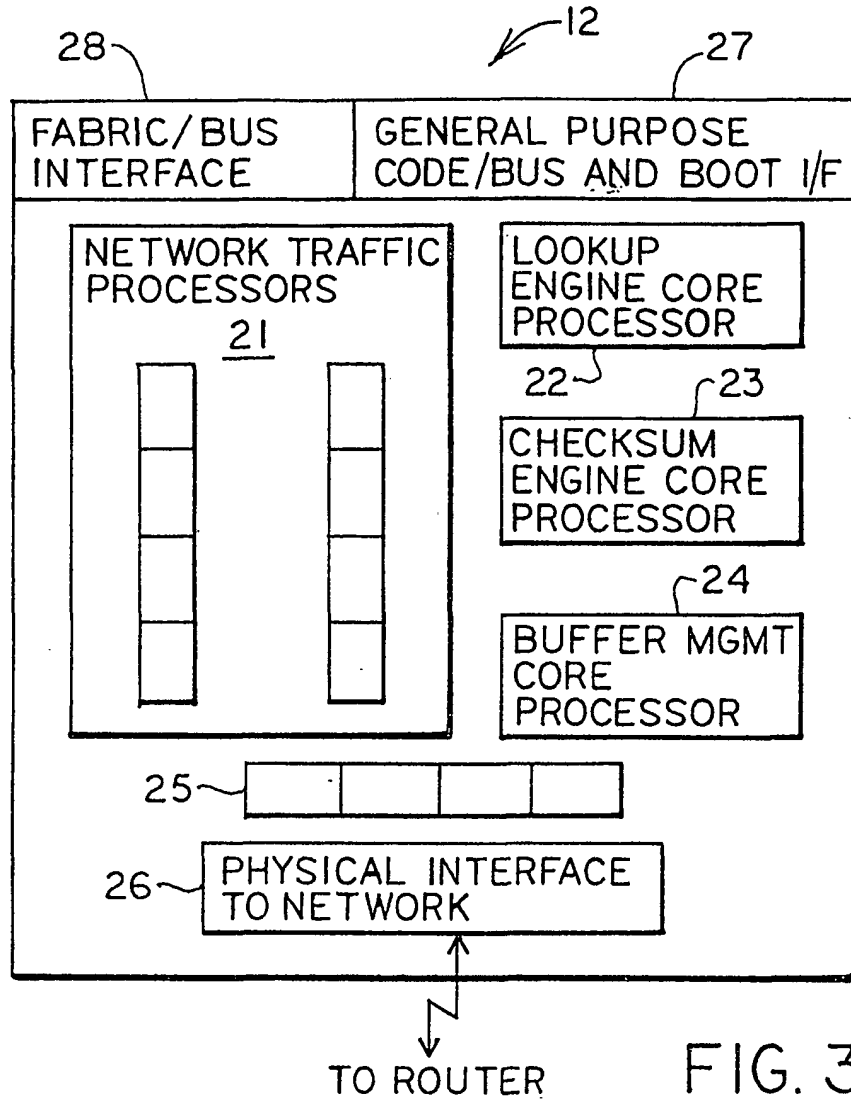 12
28
27
FABRIC/BUS
INTERFACE
GENERAL PURPOSE
CODE/BUS AND BOOT I/F
NETWORK TRAFFIC
PROCESSORS
21
LOOKUP
ENGINE CORE
PROCESSOR
22
23
CHECKSUM
ENGINE CORE
PROCESSOR
24
BUFFER MGMT
CORE
PROCESSOR
25
26
PHYSICAL INTERFACE
TO NETWORK
TO ROUTER
FIG. 3